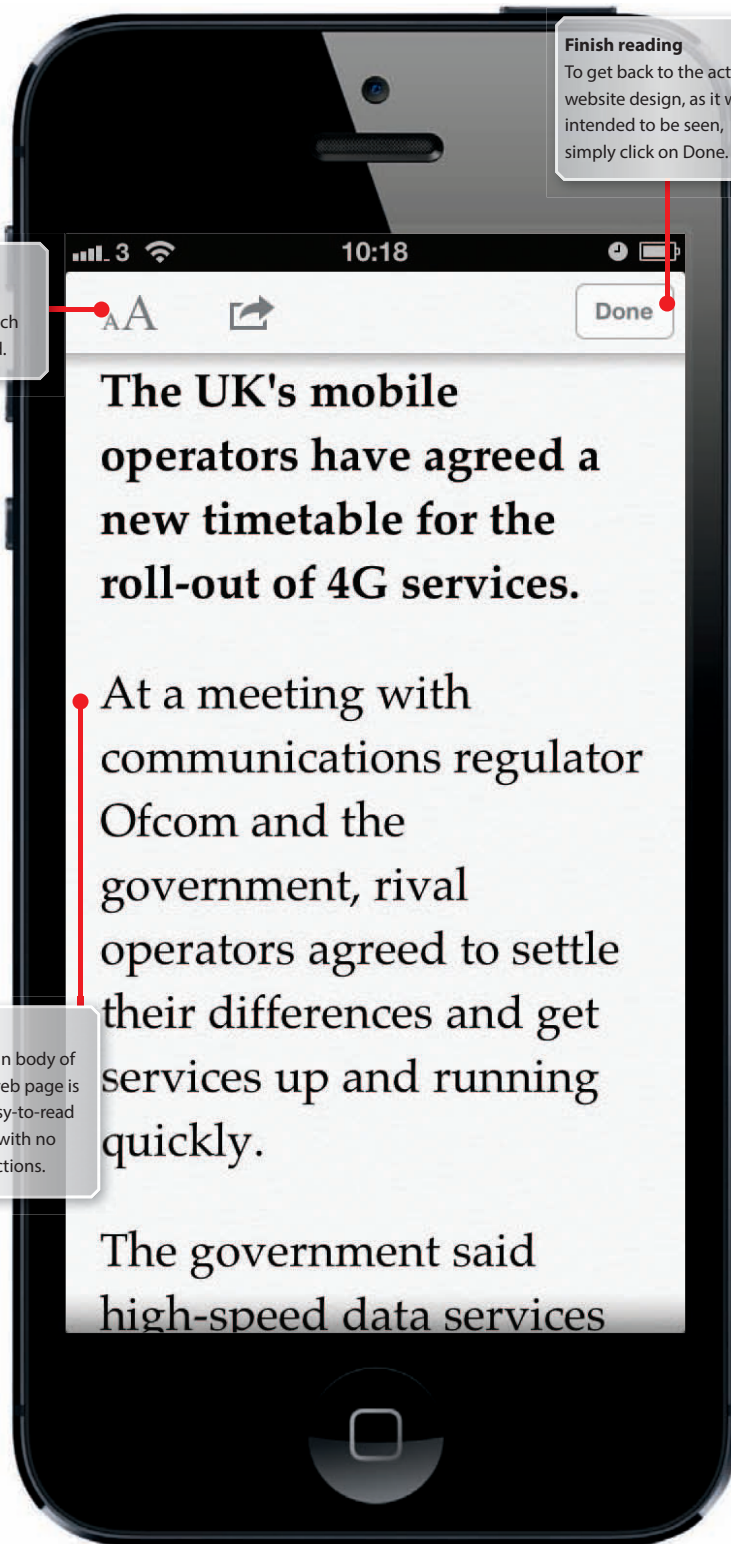 Finish reading
To get back to the
website design, as it
intended to be seen,
simply click on Done.
3
10:18
AA
Done
The UK's mobile
operators have agreed a
new timetable for the
roll-out of 4G services.
At a meeting with
communications regulator
Ofcom and the
government, rival
operators agreed to settle
their differences and get
services up and running
quickly.
The government said
high-speed data services
body of
page is
sy-to-read
with no